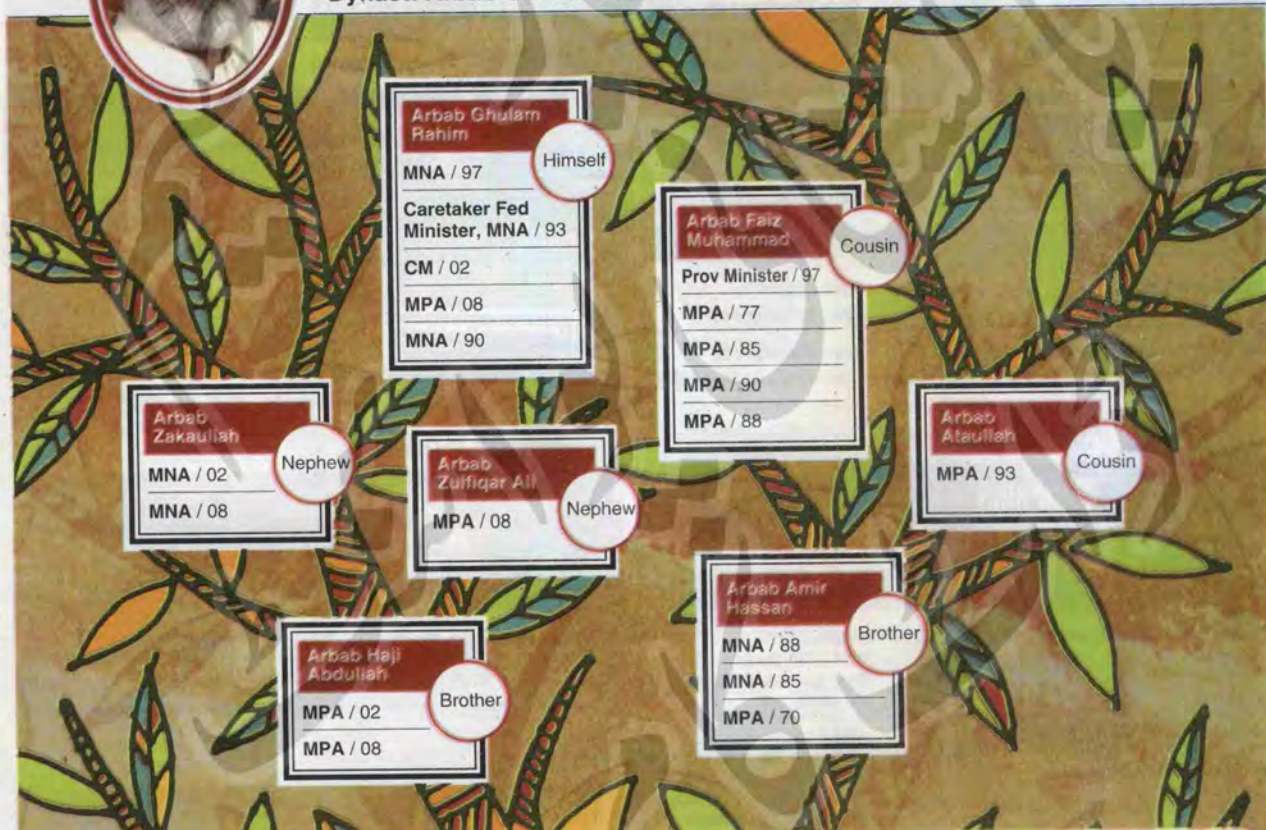 Arbab Ghulam
Rahim
Himself
MNA / 97
Caretaker Fed
Minister, MNA / 93
CM / 02
MPA / 08
MNA / 90
Arbab Faiz
Muhammad
Cousin
Prov Minister / 97
MPA / 77
MPA / 85
MPA / 90
MPA / 88
Arbab
Zakaullah
Nephew
MNA / 02
MNA / 08
Arbab
Zulfiqar Ali
Nephew
MPA / 08
Arbab
Ataullah
Cousin
MPA / 93
Arbab Haji
Abdullah
Brother
MPA / 02
MPA / 08
Arbab Amir
Hassan
Brother
MNA / 88
MNA / 85
MPA / 70